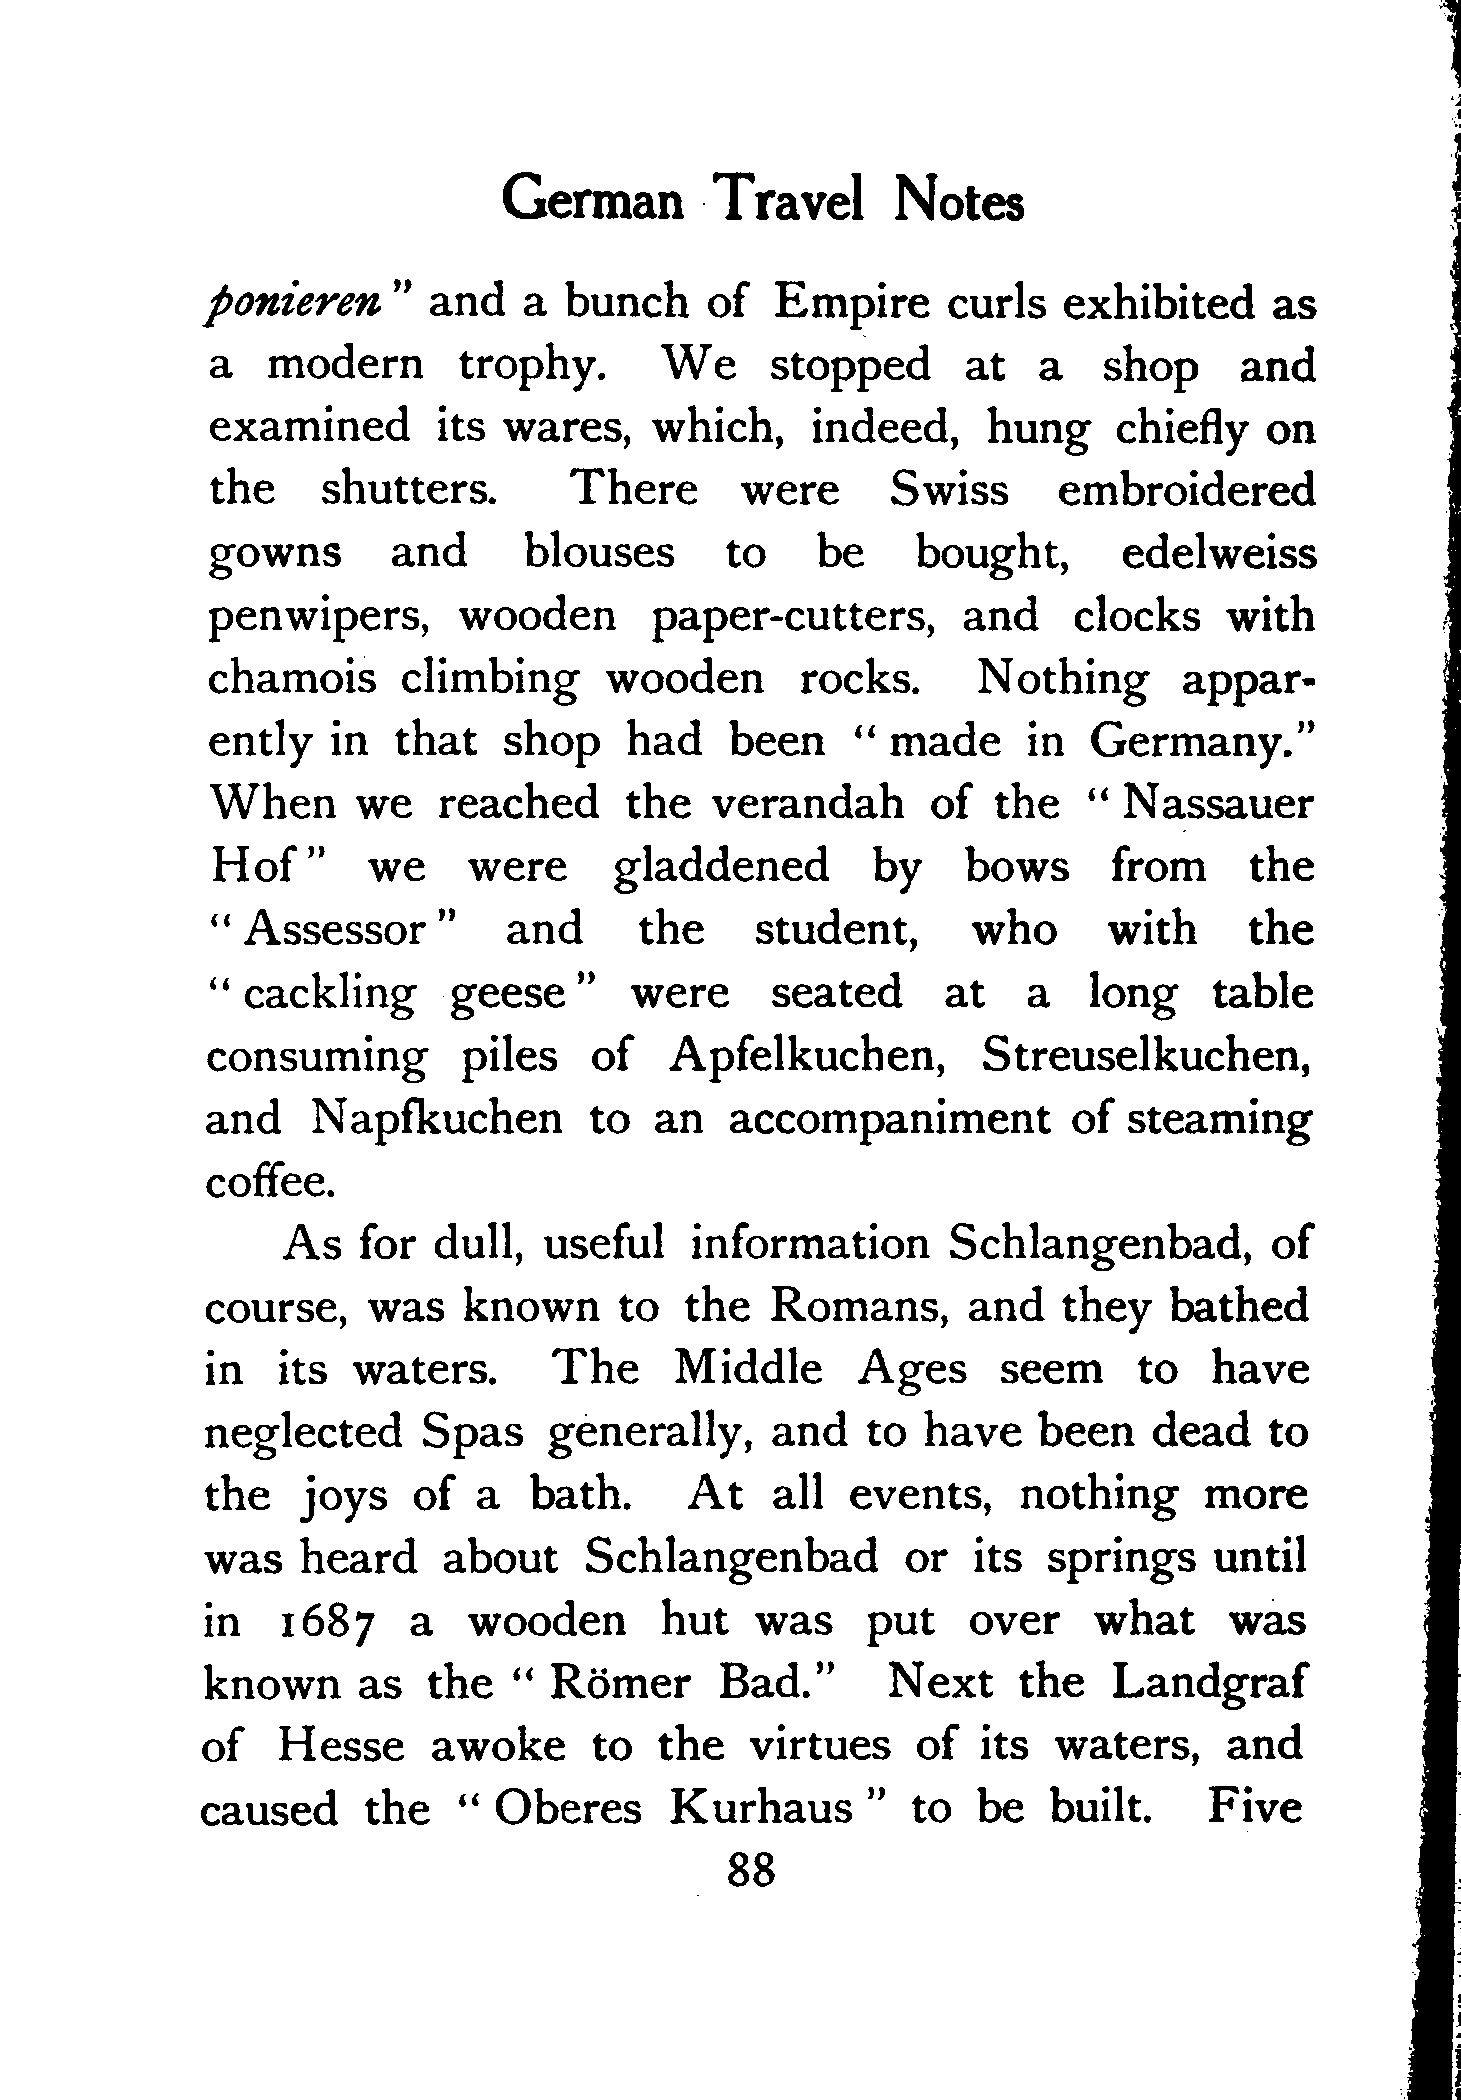 German Travel Notes
ponieren" and a bunch of Empire curls exhibited as
a modern trophy. We stopped at a shop and
examined its wares, which, indeed, hung chiefly on
the shutters. There were Swiss embroidered
gowns and blouses to be bought, edelweiss
penwipers, wooden paper-cutters, and clocks with
chamois climbing wooden rocks. Nothing appar-
ently in that shop had been "made in Germany."
When we reached the verandah of the "Nassauer
Hof" we were gladdened by bows from the
"Assessor" and the student, who with the
"cackling geese" were seated at a long table
consuming piles of Apfelkuchen, Streuselkuchen,
and Napfkuchen to an accompaniment of steaming
coffee.
As for dull, useful information Schlangenbad, of
course, was known to the Romans, and they bathed
in its waters. The Middle Ages seem to have
neglected Spas generally, and to have been dead to
the joys of a bath. At all events, nothing more
was heard about Schlangenbad or its springs until
in 1687 a wooden hut was put over what was
known as the "Römer Bad." Next the Landgraf
of Hesse awoke to the virtues of its waters, and
caused the "Oberes Kurhaus" to be built. Five
88